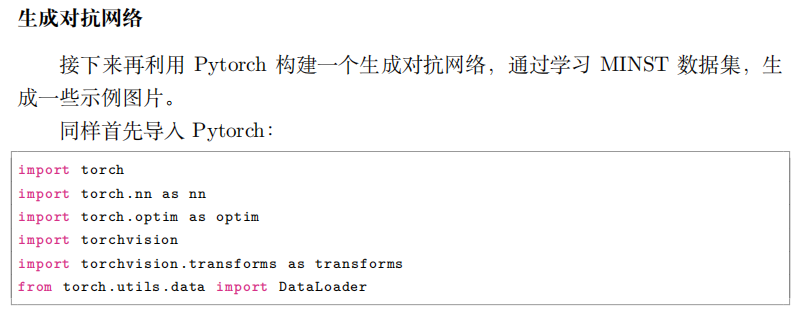 生成对抗网络
接下来再利用 Pytorch 构建一个生成对抗网络，通过学习 MINST 数据集，生
成一些示例图片。
同样首先导入 Pytorch：
import torch
import torch.nn as nn
import torch.optim as optim
import torchvision
import torchvision.transforms as transforms
from torch.utils.data import DataLoader